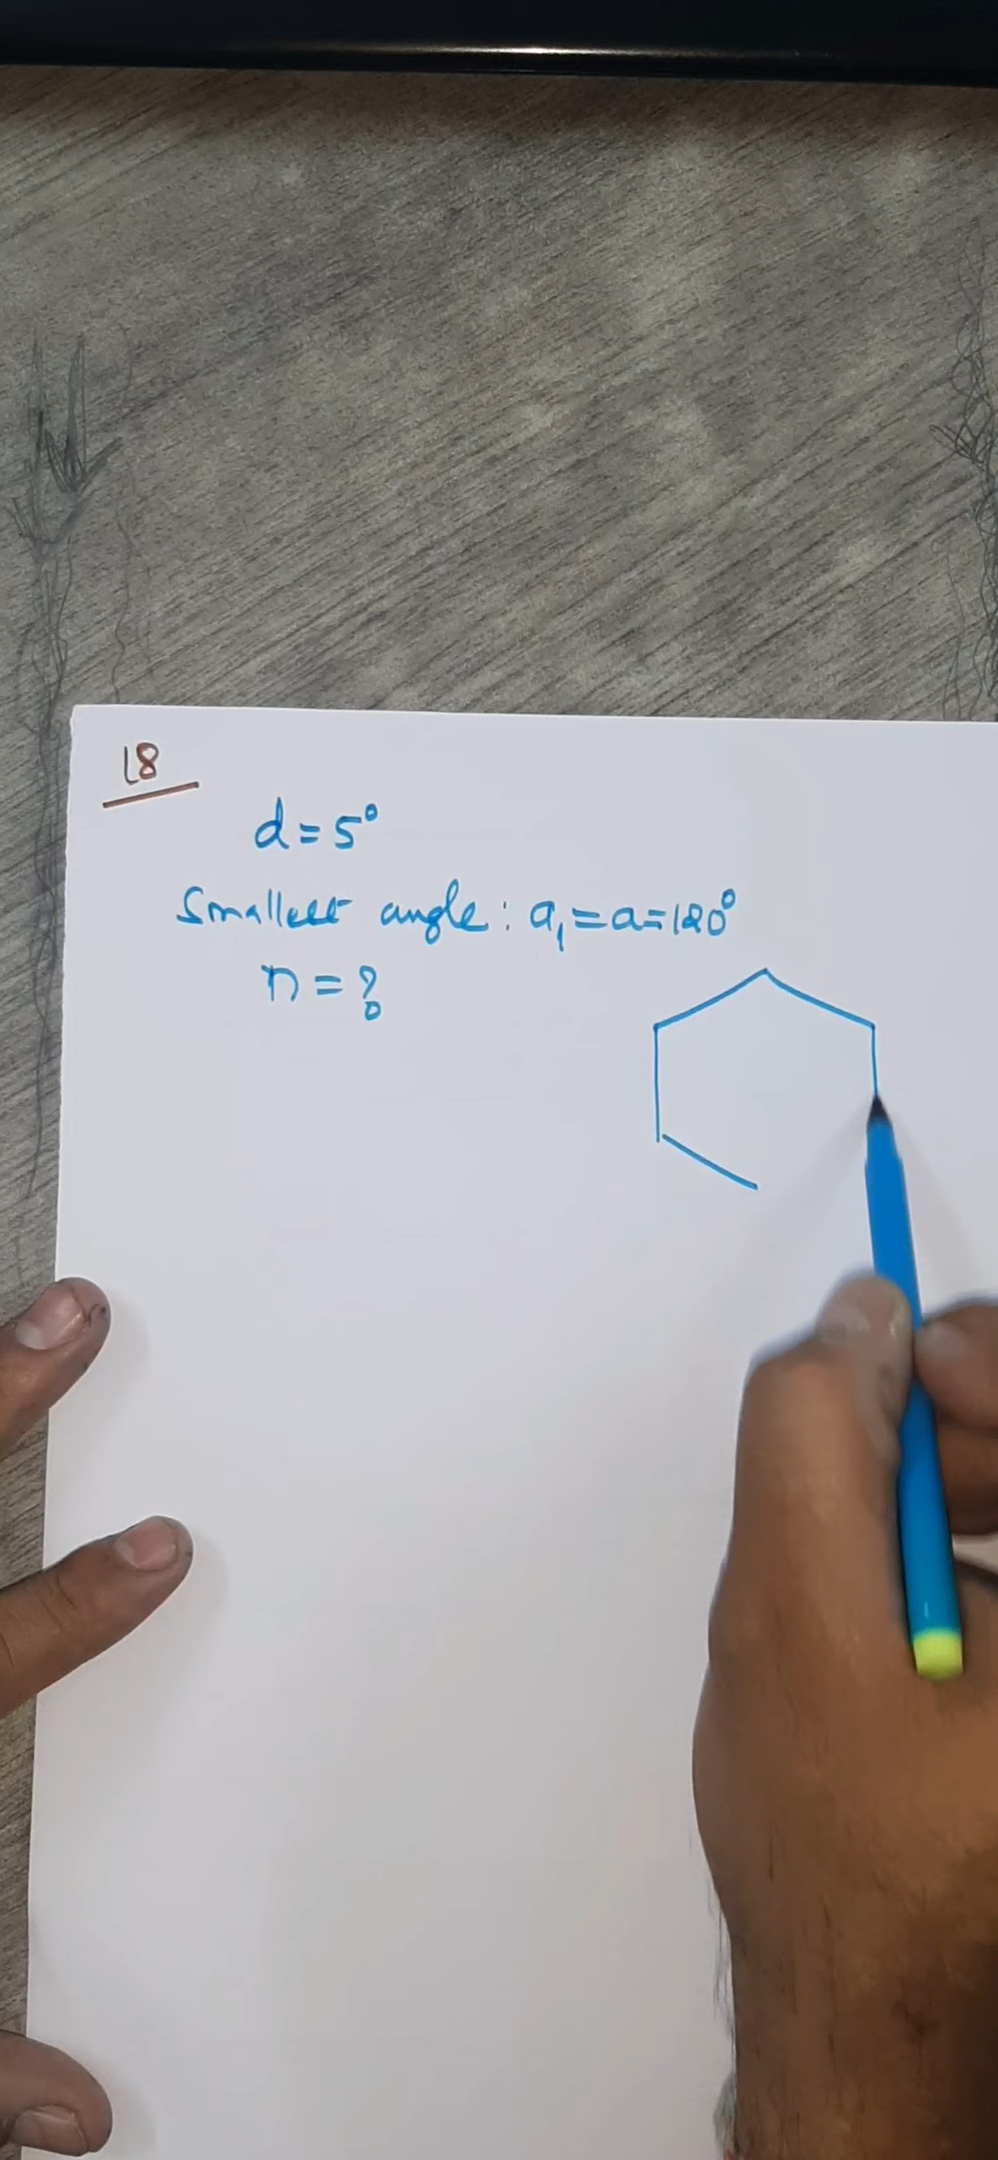 18
d = 5°
Smallest angle : a₁ = a = 120°
n = ?